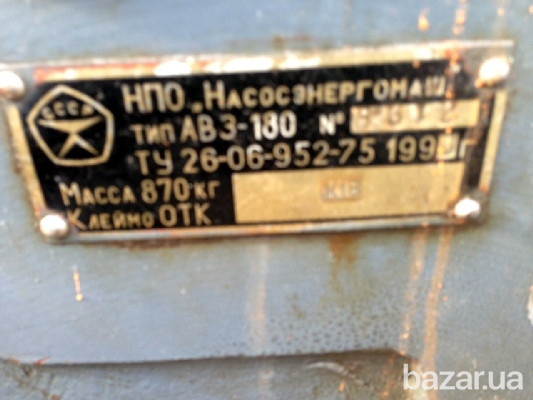 СССР
НПО „НАСОСЭНЕРГОМАШ"
ТИП АВЗ-180 №
ТУ 26-06-952-75 199 г
МАССА 870 КГ
КЛЕЙМО ОТК
bazar.ua